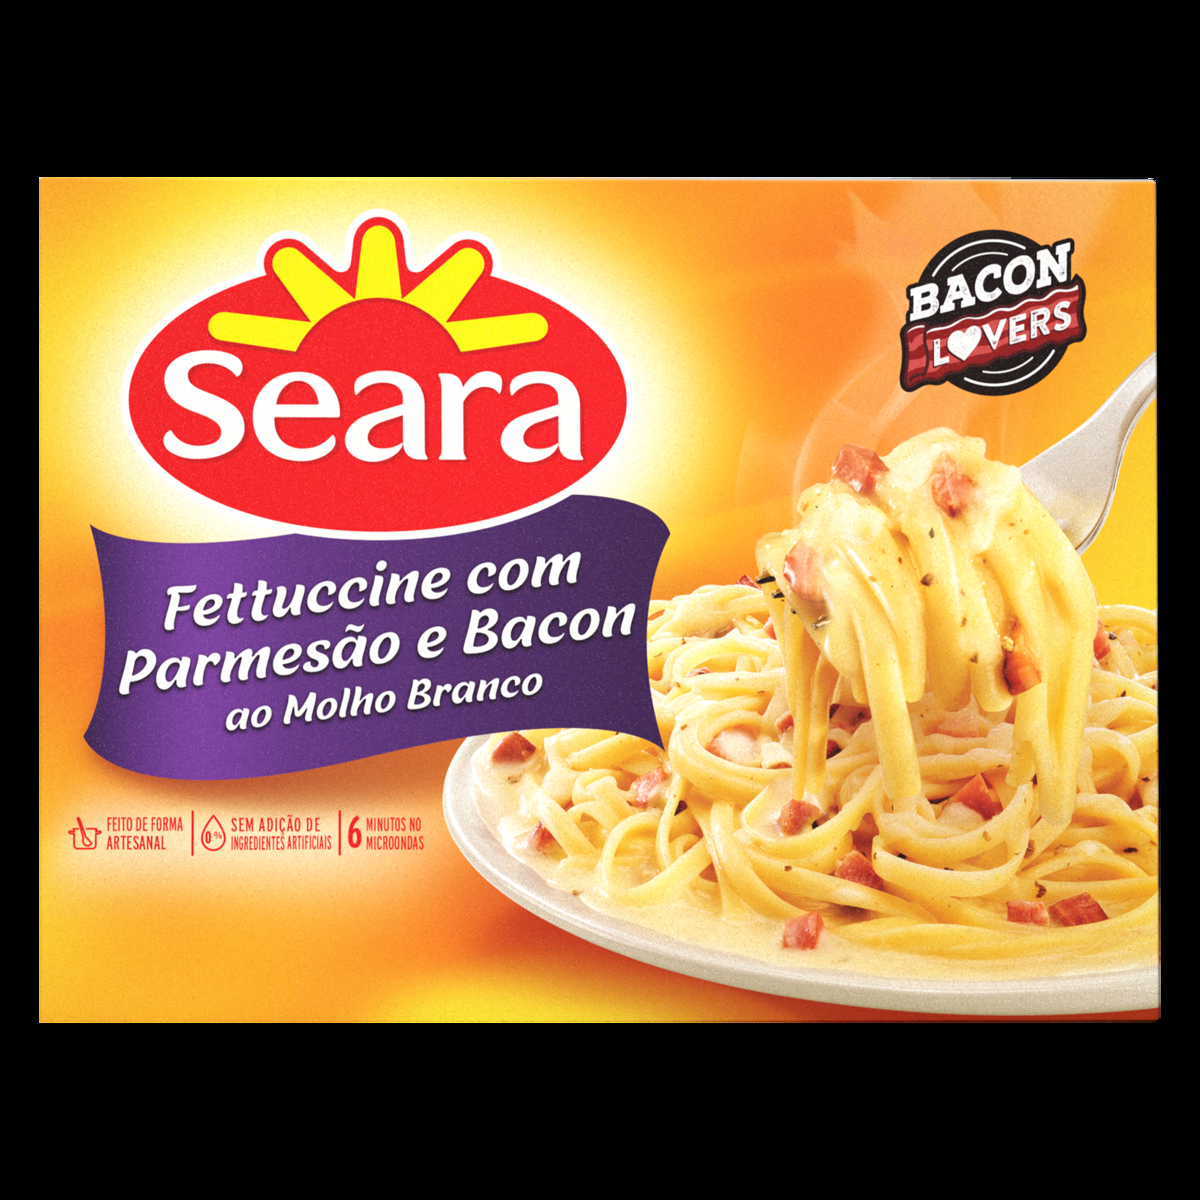 Seara
Fettuccine com
Parmesão e Bacon
ao Molho Branco
BACON
LOVERS
FEITO DE FORMA
ARTESANAL
0%
SEM ADIÇÃO DE
INGREDIENTES ARTIFICIAIS
6
MINUTOS NO
MICROONDAS